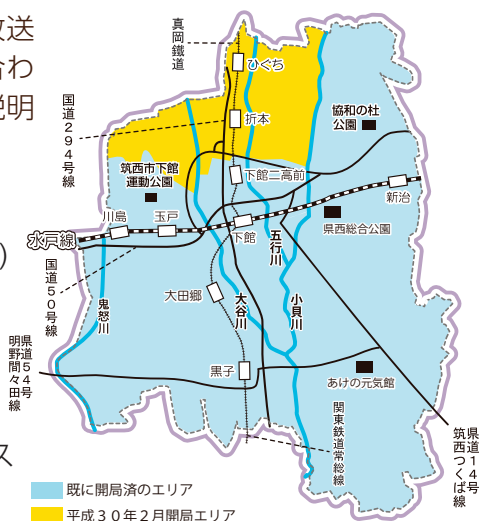 放送
合わ
説明
)
ス
真岡鐵道
ひぐち
国道294号線
折本
協和の杜
公園
筑西市下館
運動公園
下館二高前
新治
川島
玉戸
水戸線
下館
県西総合公園
五行川
国道50号線
大田郷
鬼怒川
大谷川
小貝川
県道54号
明野間々田線
黒子
あけの元気館
関東鉄道常総線
県道14号
筑西つくば線
既に開局済のエリア
平成30年2月開局エリア